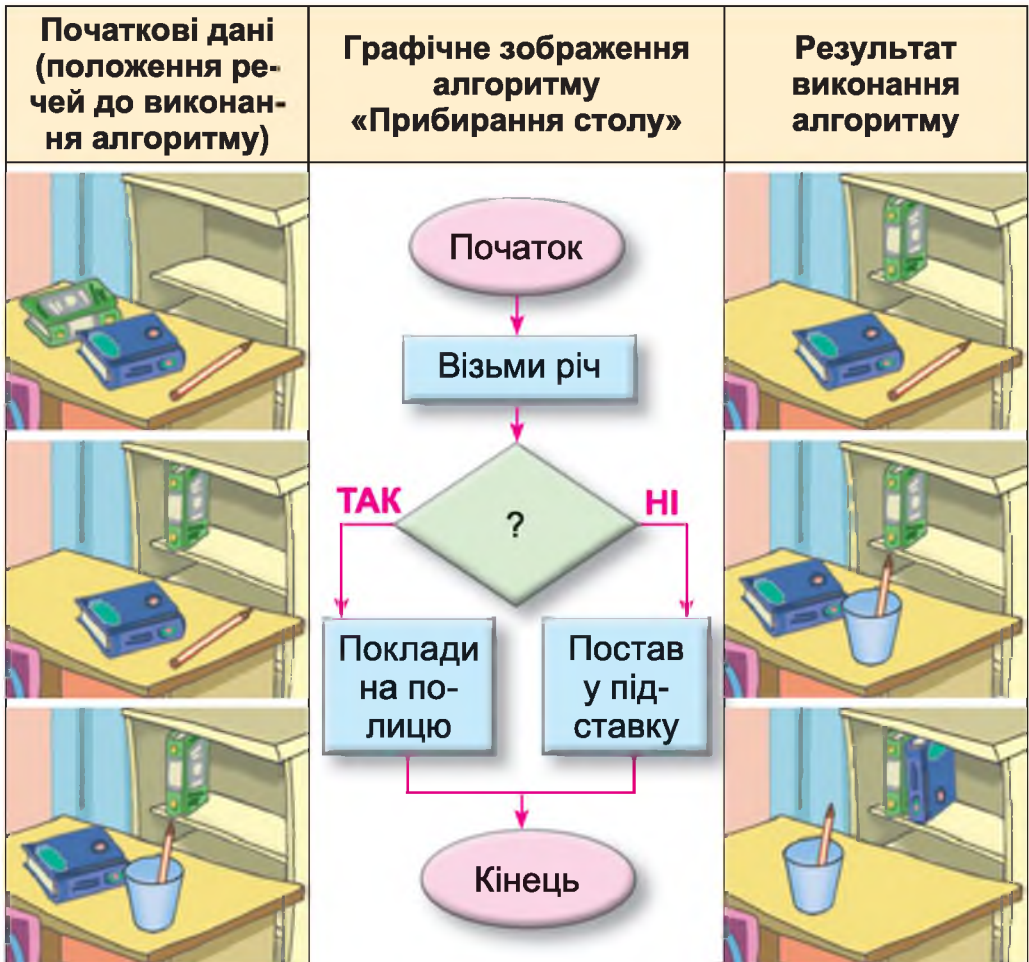 Початкові дані
(положення ре-
чей до виконан-
ня алгоритму)
Графічне зображення
алгоритму
«Прибирання столу»
Результат
виконання
алгоритму
Початок
Візьми річ
ТАК
?
НІ
Поклади
на по-
лицю
Постав
у під-
ставку
Кінець